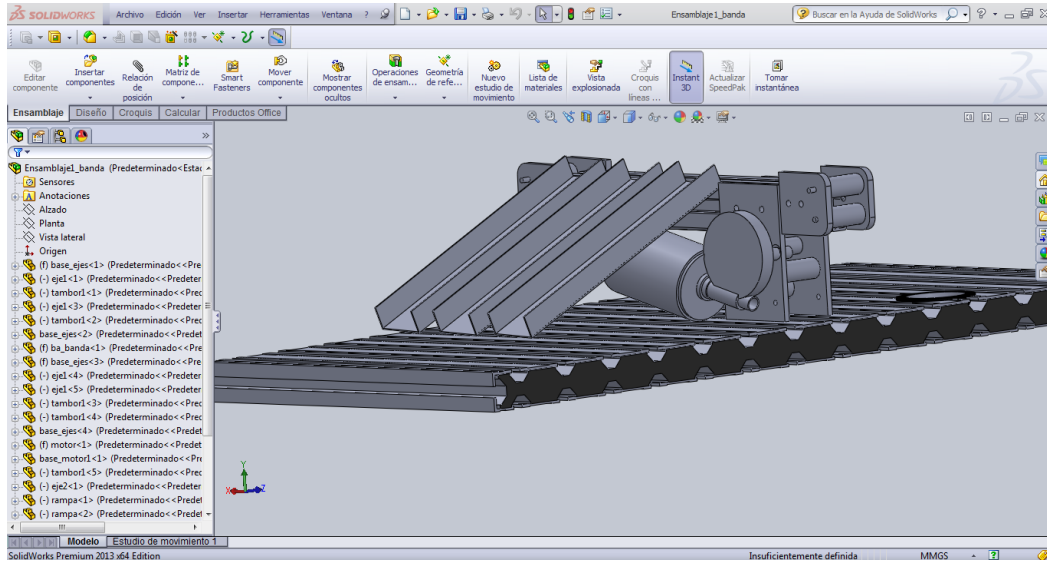 SOLIDWORKS Archivo Edición Ver Insertar Herramientas Ventana ? Ensamblaje1_banda Buscar en la Ayuda de SolidWorks
Editar componente
Insertar componentes
Relación de posición
Matriz de compone...
Smart Fasteners
Mover componente
Mostrar componentes ocultos
Operaciones de ensam...
Geometría de refe...
Nuevo estudio de movimiento
Lista de materiales
Vista explosionada
Croquis con líneas ...
Instant 3D
Actualizar SpeedPak
Tomar instantánea
Ensamblaje Diseño Croquis Calcular Productos Office
Ensamblaje1_banda (Predeterminado<Estac
Sensores
Anotaciones
Alzado
Planta
Vista lateral
Origen
(f) base_ejes<1> (Predeterminado<<Pre
(-) eje1<1> (Predeterminado<<Predeter
(-) tambor1<1> (Predeterminado<<Prec
(-) eje1<3> (Predeterminado<<Predeter
(-) tambor1<2> (Predeterminado<<Prec
base_ejes<2> (Predeterminado<<Predet
(f) ba_banda<1> (Predeterminado<<Pre
(f) base_ejes<3> (Predeterminado<<Pre
(-) eje1<4> (Predeterminado<<Predeter
(-) eje1<5> (Predeterminado<<Predeter
(-) tambor1<3> (Predeterminado<<Prec
(-) tambor1<4> (Predeterminado<<Prec
base_ejes<4> (Predeterminado<<Predet
(f) motor<1> (Predeterminado<<Predet
base_motor1<1> (Predeterminado<<Pre
(-) tambor1<5> (Predeterminado<<Prec
(-) eje2<1> (Predeterminado<<Predeter
(-) rampa<1> (Predeterminado<<Predet
(-) rampa<2> (Predeterminado<<Predet
Y
X Z
Modelo Estudio de movimiento 1
SolidWorks Premium 2013 x64 Edition Insuficientemente definida MMGS